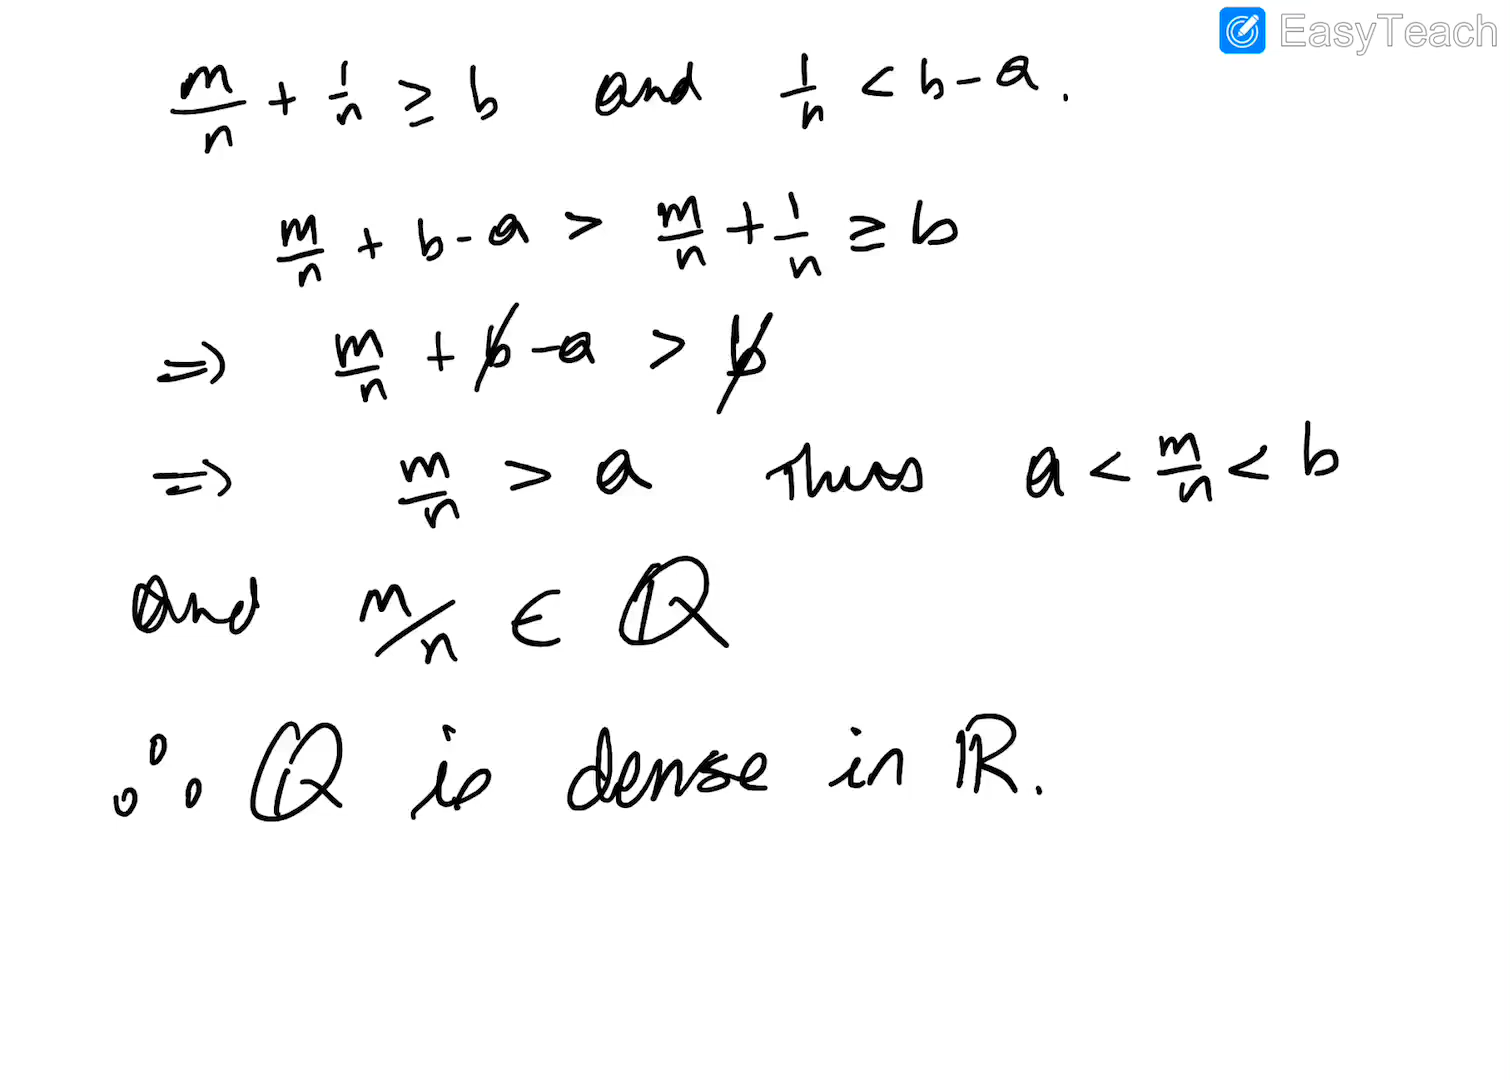 EasyTeach
m/n + 1/n ≥ b and 1/n < b - a.
m/n + b - a > m/n + 1/n ≥ b
⇒ m/n + b - a > b
⇒ m/n > a Thus a < m/n < b
and m/n ∈ ℚ
∴ ℚ is dense in ℝ.